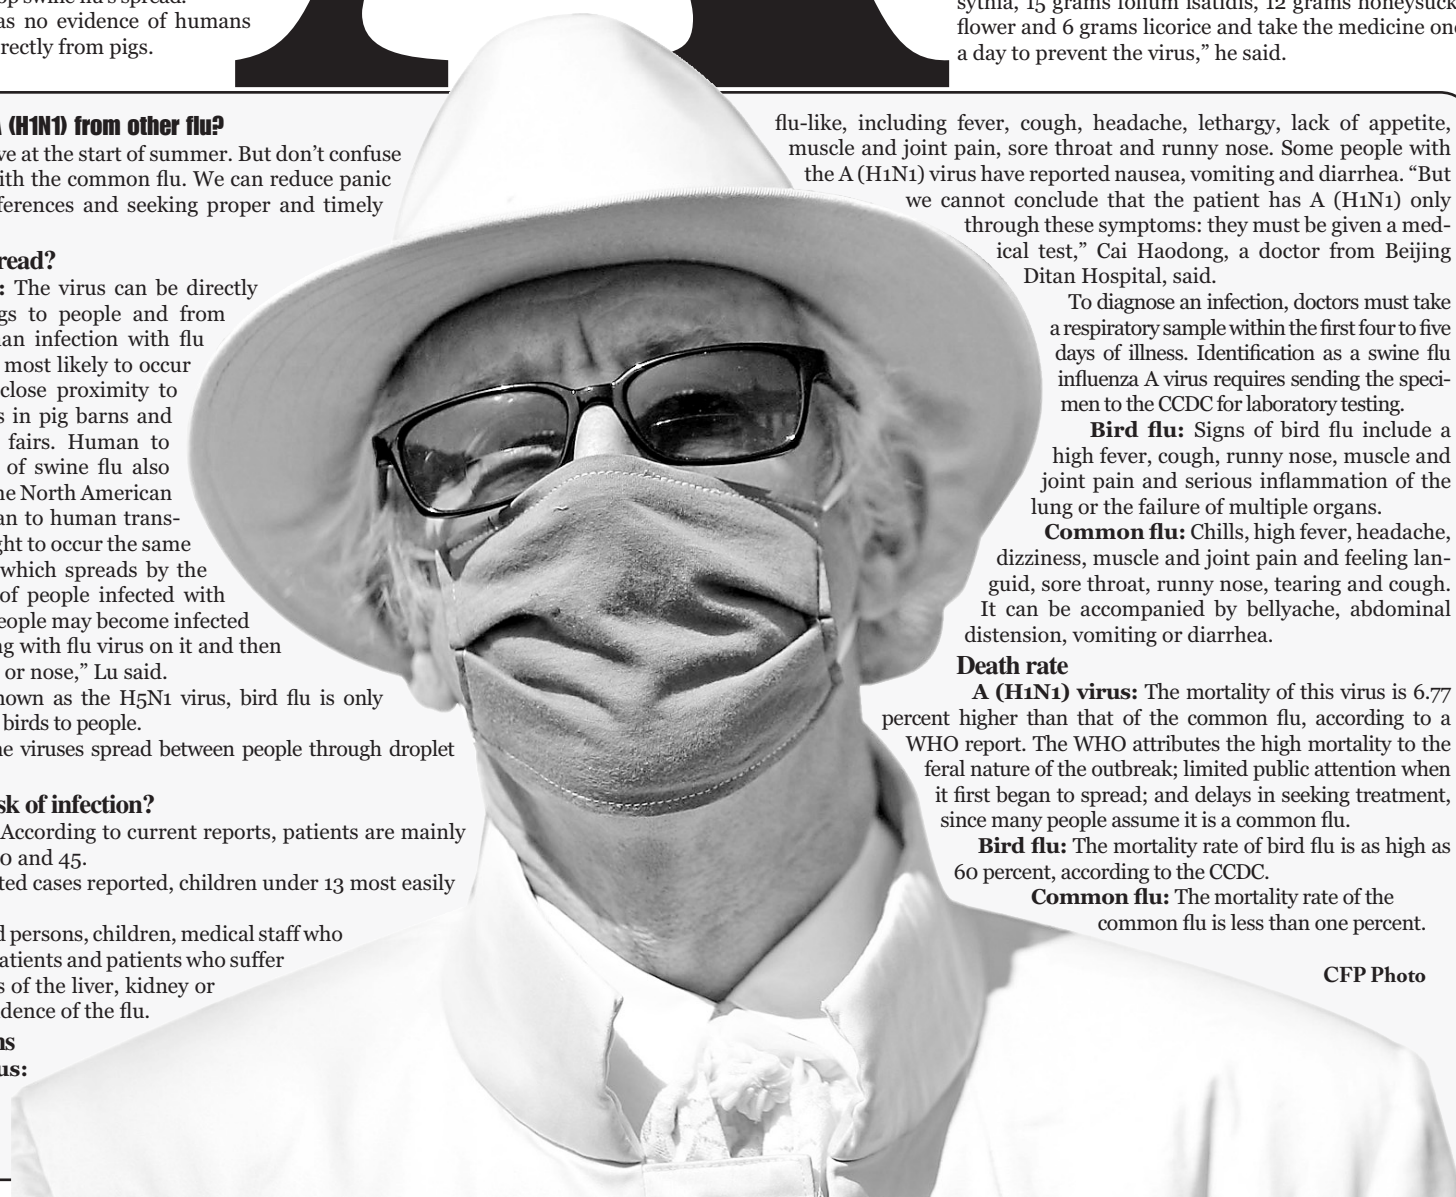 as no evidence of humans
rectly from pigs.
15 grams folium isatidis, 12 grams
flower and 6 grams licorice and take the medicine
a day to prevent the virus,” he said.
A (H1N1) from other flu?
ve at the start of summer. But don’t confuse
ith the common flu. We can reduce panic
ferences and seeking proper and timely
read?
: The virus can be directly
gs to people and from
an infection with flu
most likely to occur
close proximity to
s in pig barns and
fairs. Human to
of swine flu also
he North American
an to human trans-
ght to occur the same
which spreads by the
of people infected with
eople may become infected
ng with flu virus on it and then
or nose,” Lu said.
nown as the H5N1 virus, bird flu is only
birds to people.
he viruses spread between people through droplet
sk of infection?
According to current reports, patients are mainly
0 and 45.
ted cases reported, children under 13 most easily
d persons, children, medical staff who
atients and patients who suffer
s of the liver, kidney or
dence of the flu.
ms
us:
flu-like, including fever, cough, headache, lethargy, lack of appetite,
muscle and joint pain, sore throat and runny nose. Some people with
the A (H1N1) virus have reported nausea, vomiting and diarrhea. “But
we cannot conclude that the patient has A (H1N1) only
through these symptoms: they must be given a med-
ical test,” Cai Haodong, a doctor from Beijing
Ditan Hospital, said.
To diagnose an infection, doctors must take
a respiratory sample within the first four to five
days of illness. Identification as a swine flu
influenza A virus requires sending the speci-
men to the CCDC for laboratory testing.
Bird flu: Signs of bird flu include a
high fever, cough, runny nose, muscle and
joint pain and serious inflammation of the
lung or the failure of multiple organs.
Common flu: Chills, high fever, headache,
dizziness, muscle and joint pain and feeling lan-
guid, sore throat, runny nose, tearing and cough.
It can be accompanied by bellyache, abdominal
distension, vomiting or diarrhea.
Death rate
A (H1N1) virus: The mortality of this virus is 6.77
percent higher than that of the common flu, according to a
WHO report. The WHO attributes the high mortality to the
feral nature of the outbreak; limited public attention when
it first began to spread; and delays in seeking treatment,
since many people assume it is a common flu.
Bird flu: The mortality rate of bird flu is as high as
60 percent, according to the CCDC.
Common flu: The mortality rate of the
common flu is less than one percent.
CFP Photo